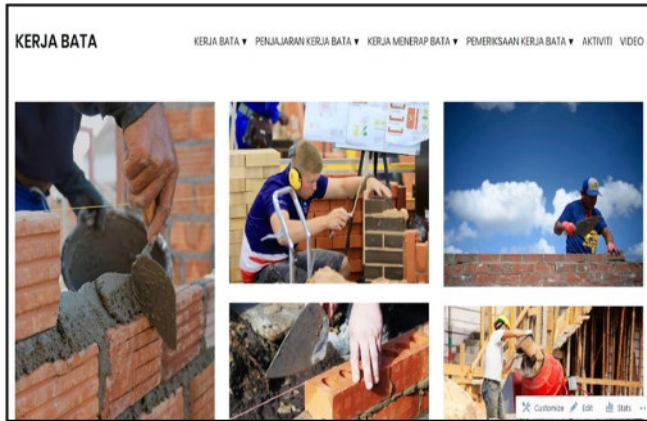 KERJA BATA
KERJA BATA ▾ PENJAJARAN KERJA BATA ▾ KERJA MENERAP BATA ▾ PEMERIKSAAN KERJA BATA ▾ AKTIVITI VIDEO
Customize Edit Stats ...